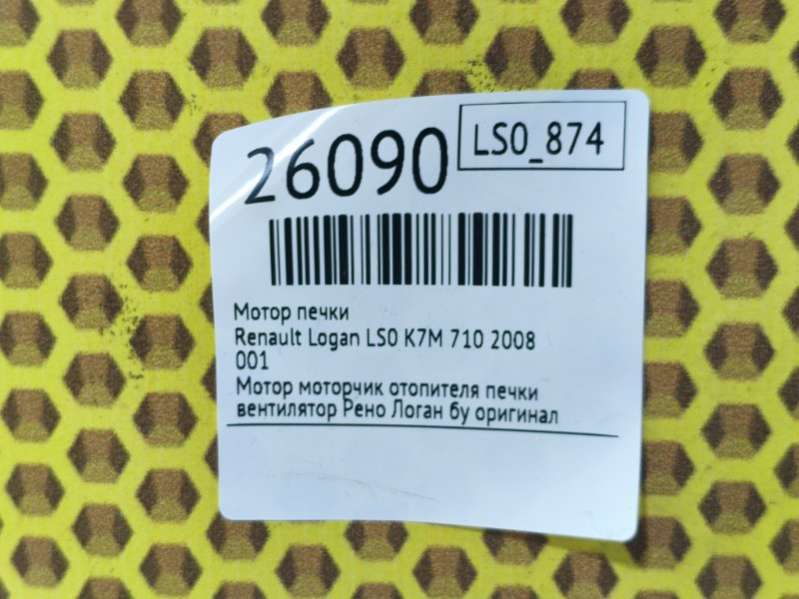 26090
LS0_874
Мотор печки
Renault Logan LS0 K7M 710 2008
001
Мотор моторчик отопителя печки
вентилятор Рено Логан бу оригинал